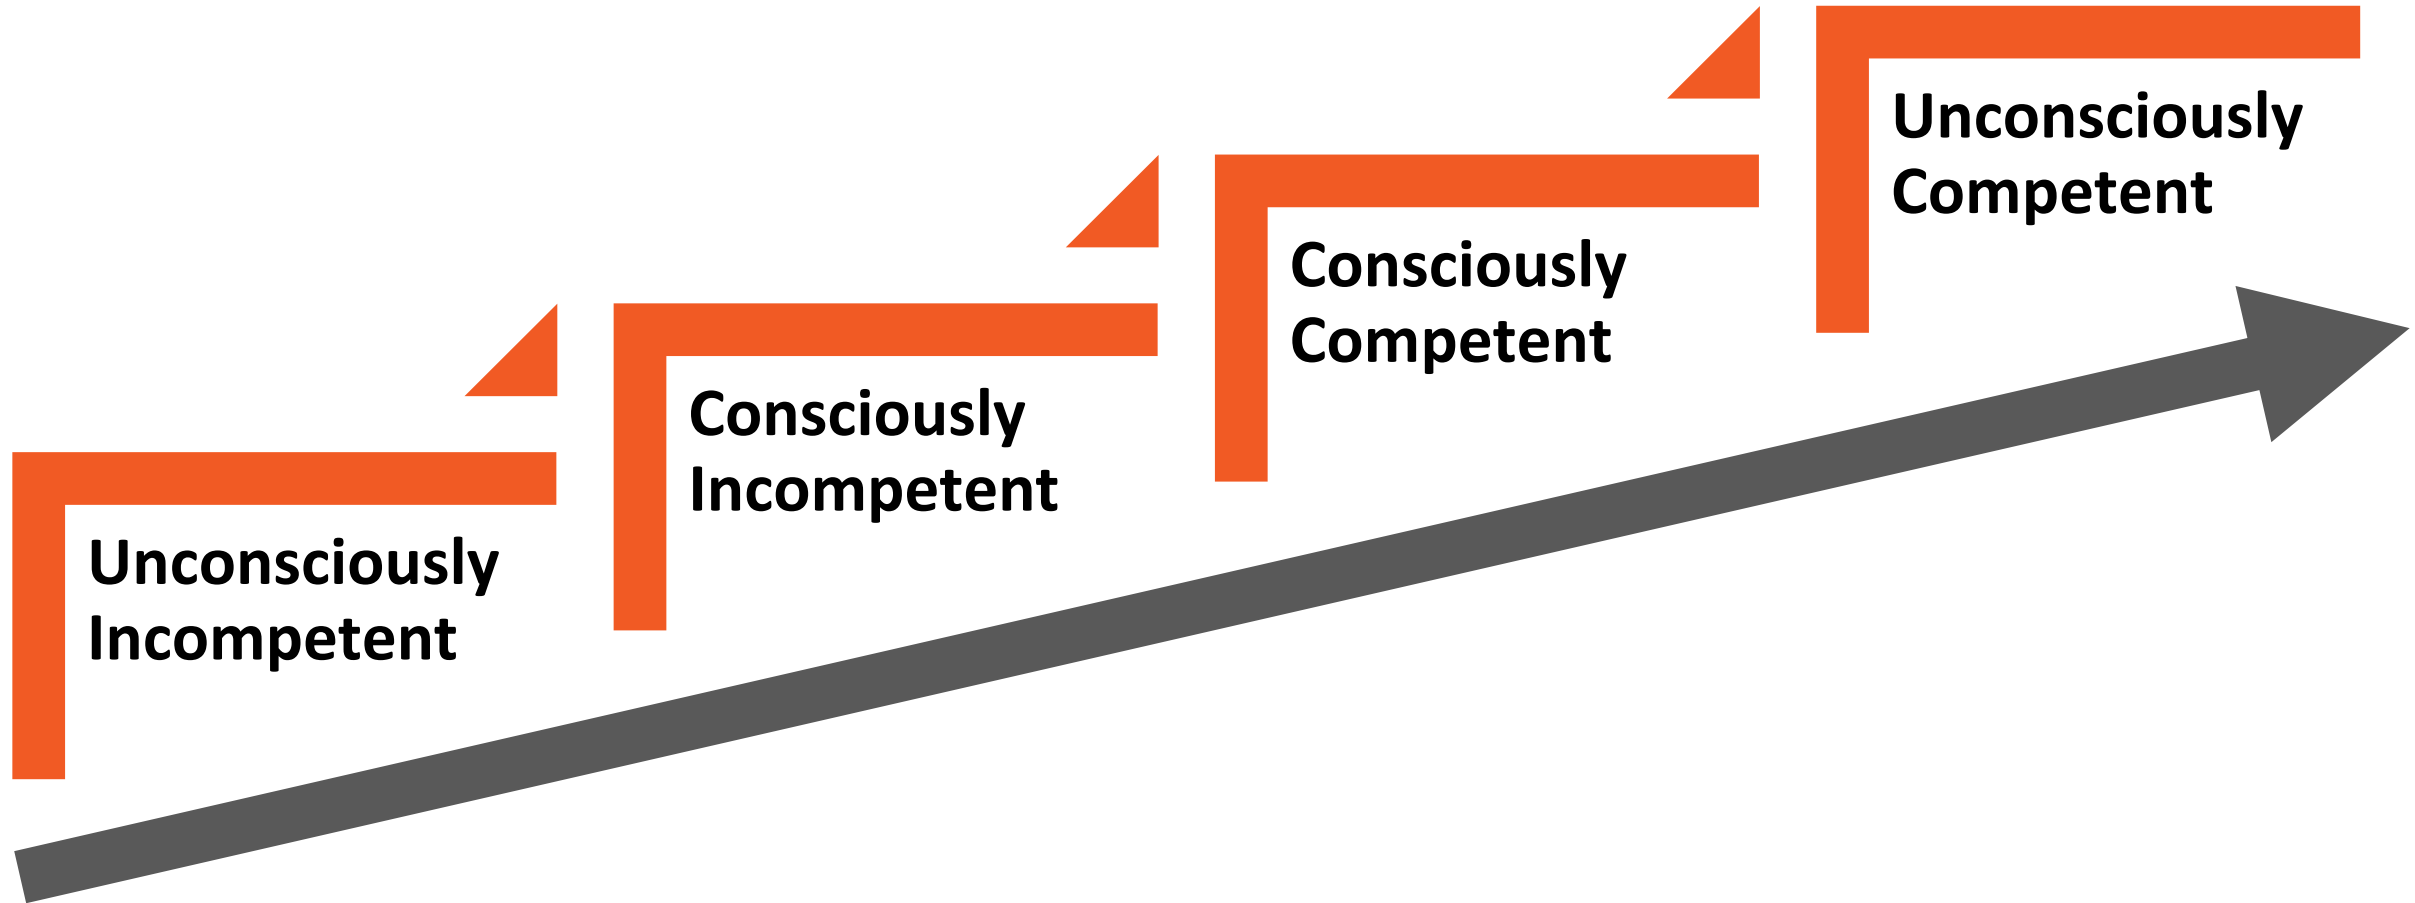 Unconsciously
Incompetent
Consciously
Incompetent
Consciously
Competent
Unconsciously
Competent